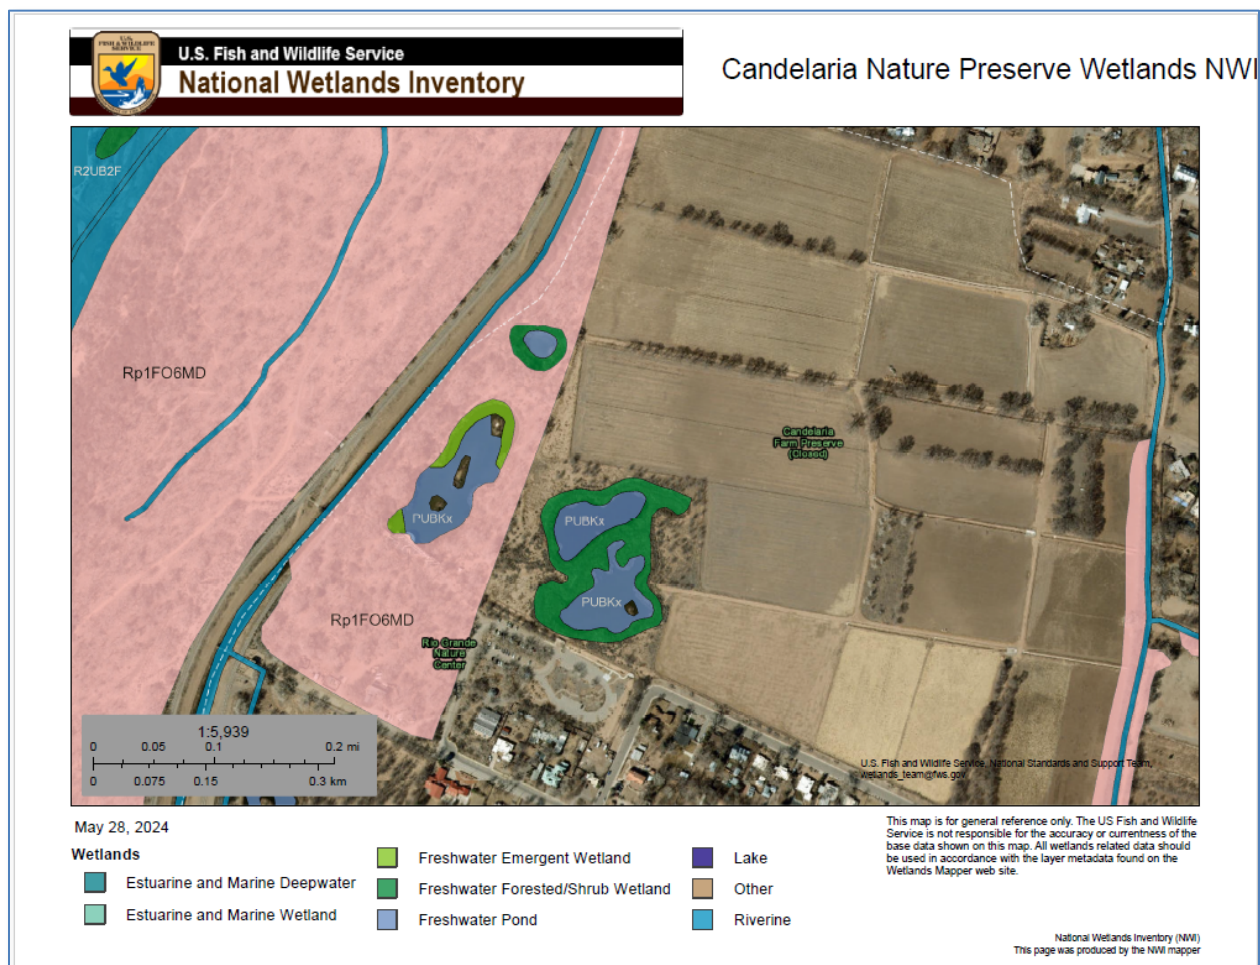 U.S.
FISH & WILDLIFE
SERVICE
U.S. Fish and Wildlife Service
National Wetlands Inventory
Candelaria Nature Preserve Wetlands NWI
R2UB2F
Rp1FO6MD
Candelaria
Farm Preserve
(Closed)
PUBKx
PUBKx
PUBKx
Rp1FO6MD
Rio Grande
Nature
Center
1:5,939
0 0.05 0.1 0.2 mi
0 0.075 0.15 0.3 km
U.S. Fish and Wildlife Service, National Standards and Support Team,
wetlands_team@fws.gov
May 28, 2024
Wetlands
Estuarine and Marine Deepwater
Estuarine and Marine Wetland
Freshwater Emergent Wetland
Freshwater Forested/Shrub Wetland
Freshwater Pond
Lake
Other
Riverine
This map is for general reference only. The US Fish and Wildlife
Service is not responsible for the accuracy or currentness of the
base data shown on this map. All wetlands related data should
be used in accordance with the layer metadata found on the
Wetlands Mapper web site.
National Wetlands Inventory (NWI)
This page was produced by the NWI mapper